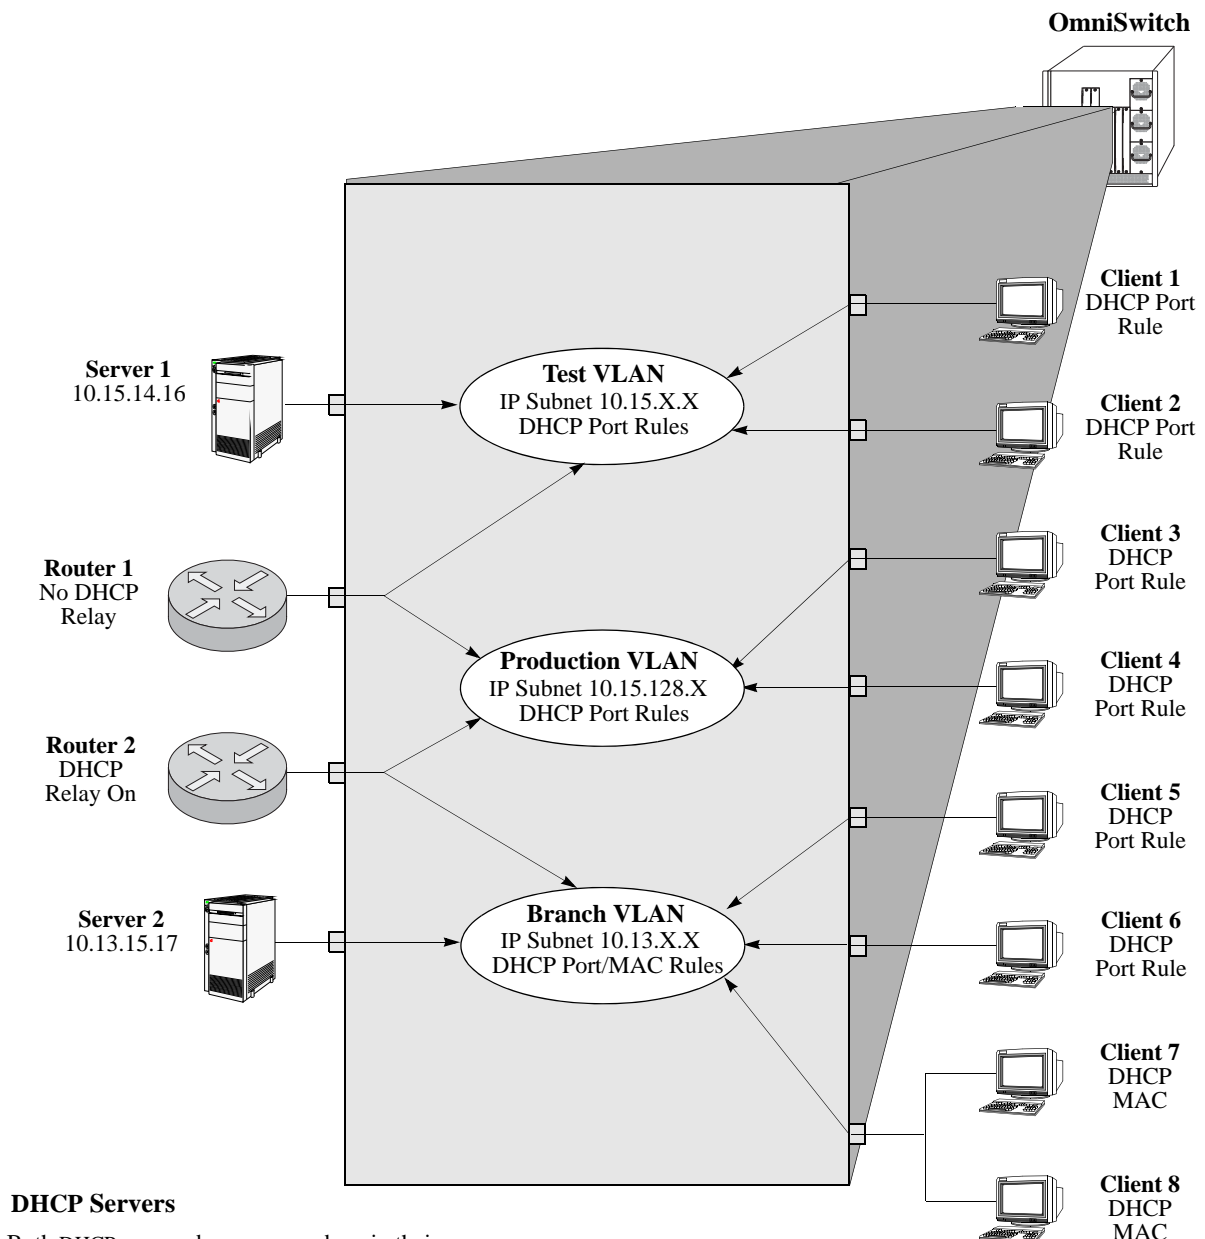 OmniSwitch
Client 1
DHCP Port
Rule
Server 1
10.15.14.16
Test VLAN
IP Subnet 10.15.X.X
DHCP Port Rules
Client 2
DHCP Port
Rule
Router 1
No DHCP
Relay
Client 3
DHCP
Port Rule
Production VLAN
IP Subnet 10.15.128.X
DHCP Port Rules
Client 4
DHCP
Port Rule
Router 2
DHCP
Relay On
Client 5
DHCP
Port Rule
Server 2
10.13.15.17
Branch VLAN
IP Subnet 10.13.X.X
DHCP Port/MAC Rules
Client 6
DHCP
Port Rule
Client 7
DHCP
MAC
Client 8
DHCP
MAC
DHCP Servers
Both DHCP